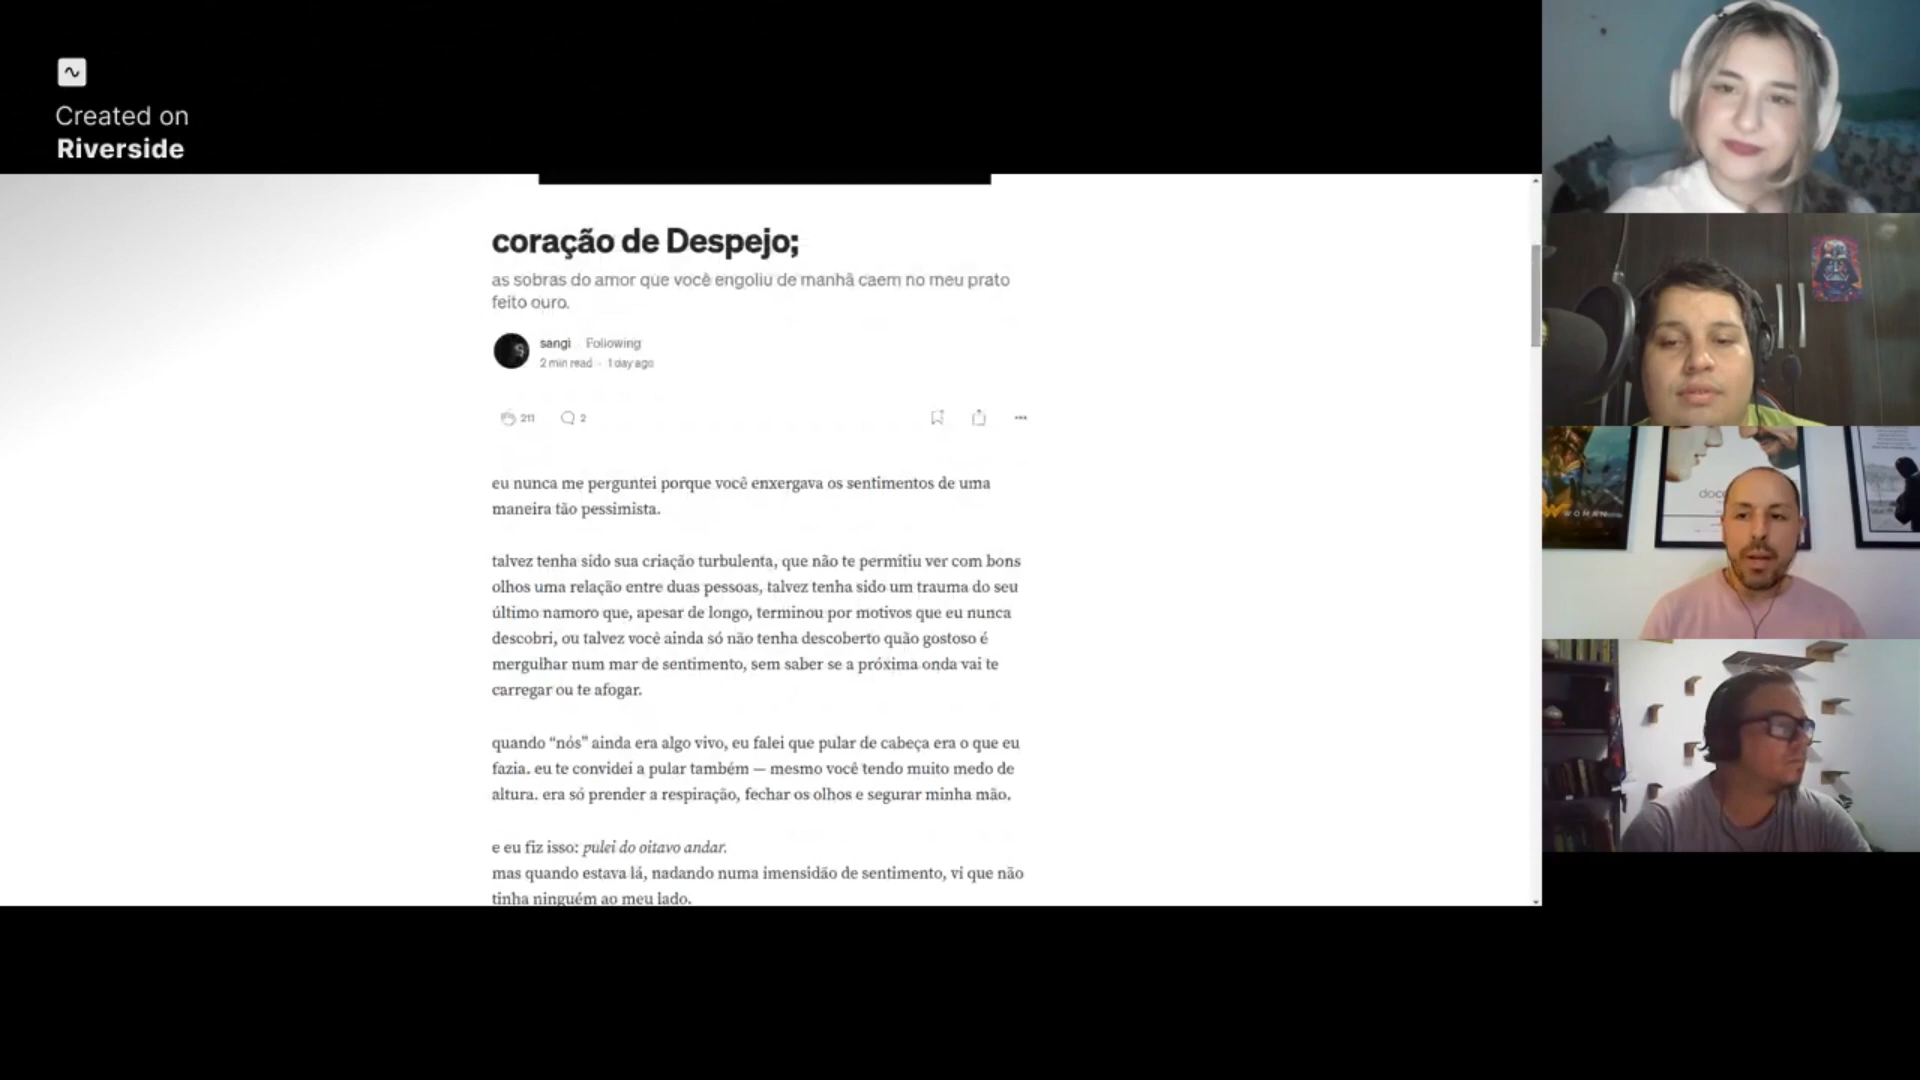 Created on
Riverside
coração de Despejo;
as sobras do amor que você engoliu de manhã caem no meu prato
feito ouro.
sangi Following
2 min read · 1 day ago
211 2
eu nunca me perguntei porque você enxergava os sentimentos de uma
maneira tão pessimista.
talvez tenha sido sua criação turbulenta, que não te permitiu ver com bons
olhos uma relação entre duas pessoas, talvez tenha sido um trauma do seu
último namoro que, apesar de longo, terminou por motivos que eu nunca
descobri, ou talvez você ainda só não tenha descoberto quão gostoso é
mergulhar num mar de sentimento, sem saber se a próxima onda vai te
carregar ou te afogar.
quando “nós” ainda era algo vivo, eu falei que pular de cabeça era o que eu
fazia. eu te convidei a pular também — mesmo você tendo muito medo de
altura. era só prender a respiração, fechar os olhos e segurar minha mão.
e eu fiz isso: pulei do oitavo andar.
mas quando estava lá, nadando numa imensidão de sentimento, vi que não
tinha ninguém ao meu lado.
WOMAN